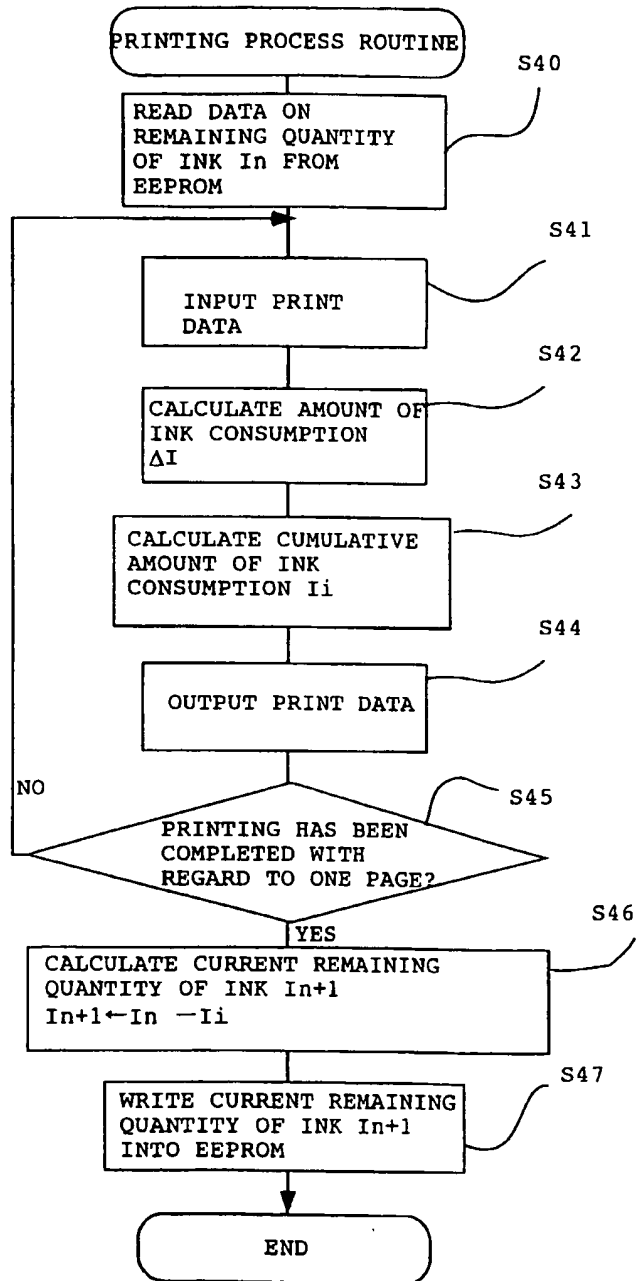 PRINTING PROCESS ROUTINE
S40
READ DATA ON
REMAINING QUANTITY
OF INK In FROM
EEPROM
S41
INPUT PRINT
DATA
S42
CALCULATE AMOUNT OF
INK CONSUMPTION
ΔI
S43
CALCULATE CUMULATIVE
AMOUNT OF INK
CONSUMPTION Ii
S44
OUTPUT PRINT DATA
NO
S45
PRINTING HAS BEEN
COMPLETED WITH
REGARD TO ONE PAGE?
YES
S46
CALCULATE CURRENT REMAINING
QUANTITY OF INK In+1
In+1←In —Ii
S47
WRITE CURRENT REMAINING
QUANTITY OF INK In+1
INTO EEPROM
END